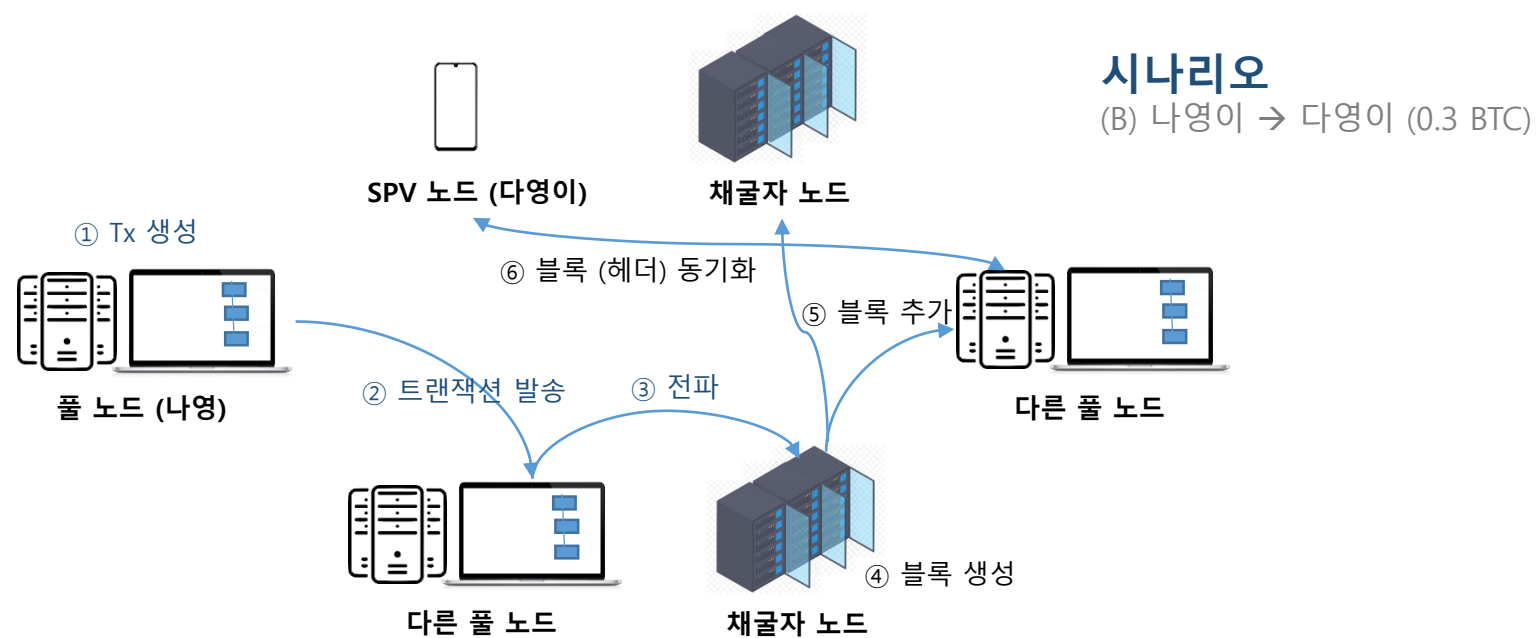 시나리오
(B) 나영이 → 다영이 (0.3 BTC)
SPV 노드 (다영이)
채굴자 노드
① Tx 생성
⑥ 블록 (헤더) 동기화
⑤ 블록 추가
풀 노드 (나영)
② 트랜잭션 발송
③ 전파
다른 풀 노드
④ 블록 생성
다른 풀 노드
채굴자 노드